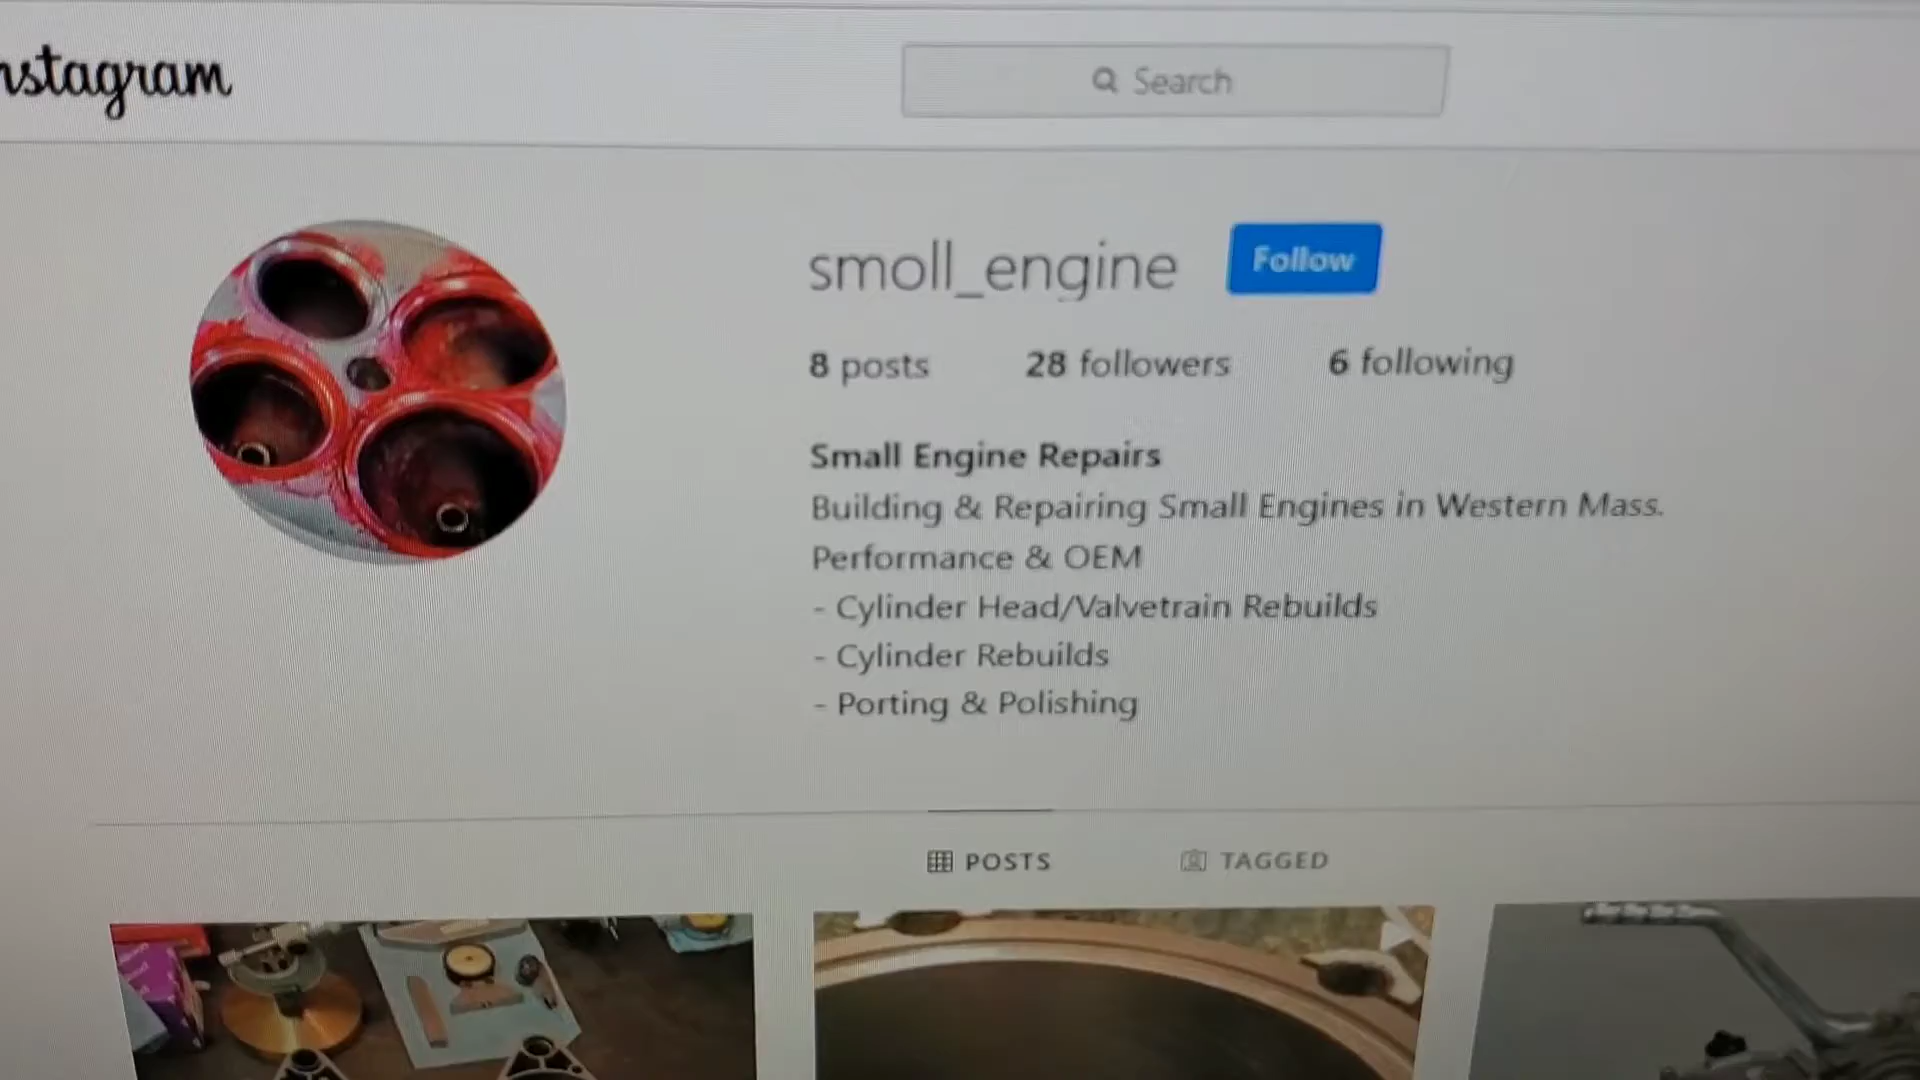 nstagram
Search
smoll_engine
Follow
8 posts 28 followers 6 following
Small Engine Repairs
Building & Repairing Small Engines in Western Mass.
Performance & OEM
- Cylinder Head/Valvetrain Rebuilds
- Cylinder Rebuilds
- Porting & Polishing
POSTS
TAGGED